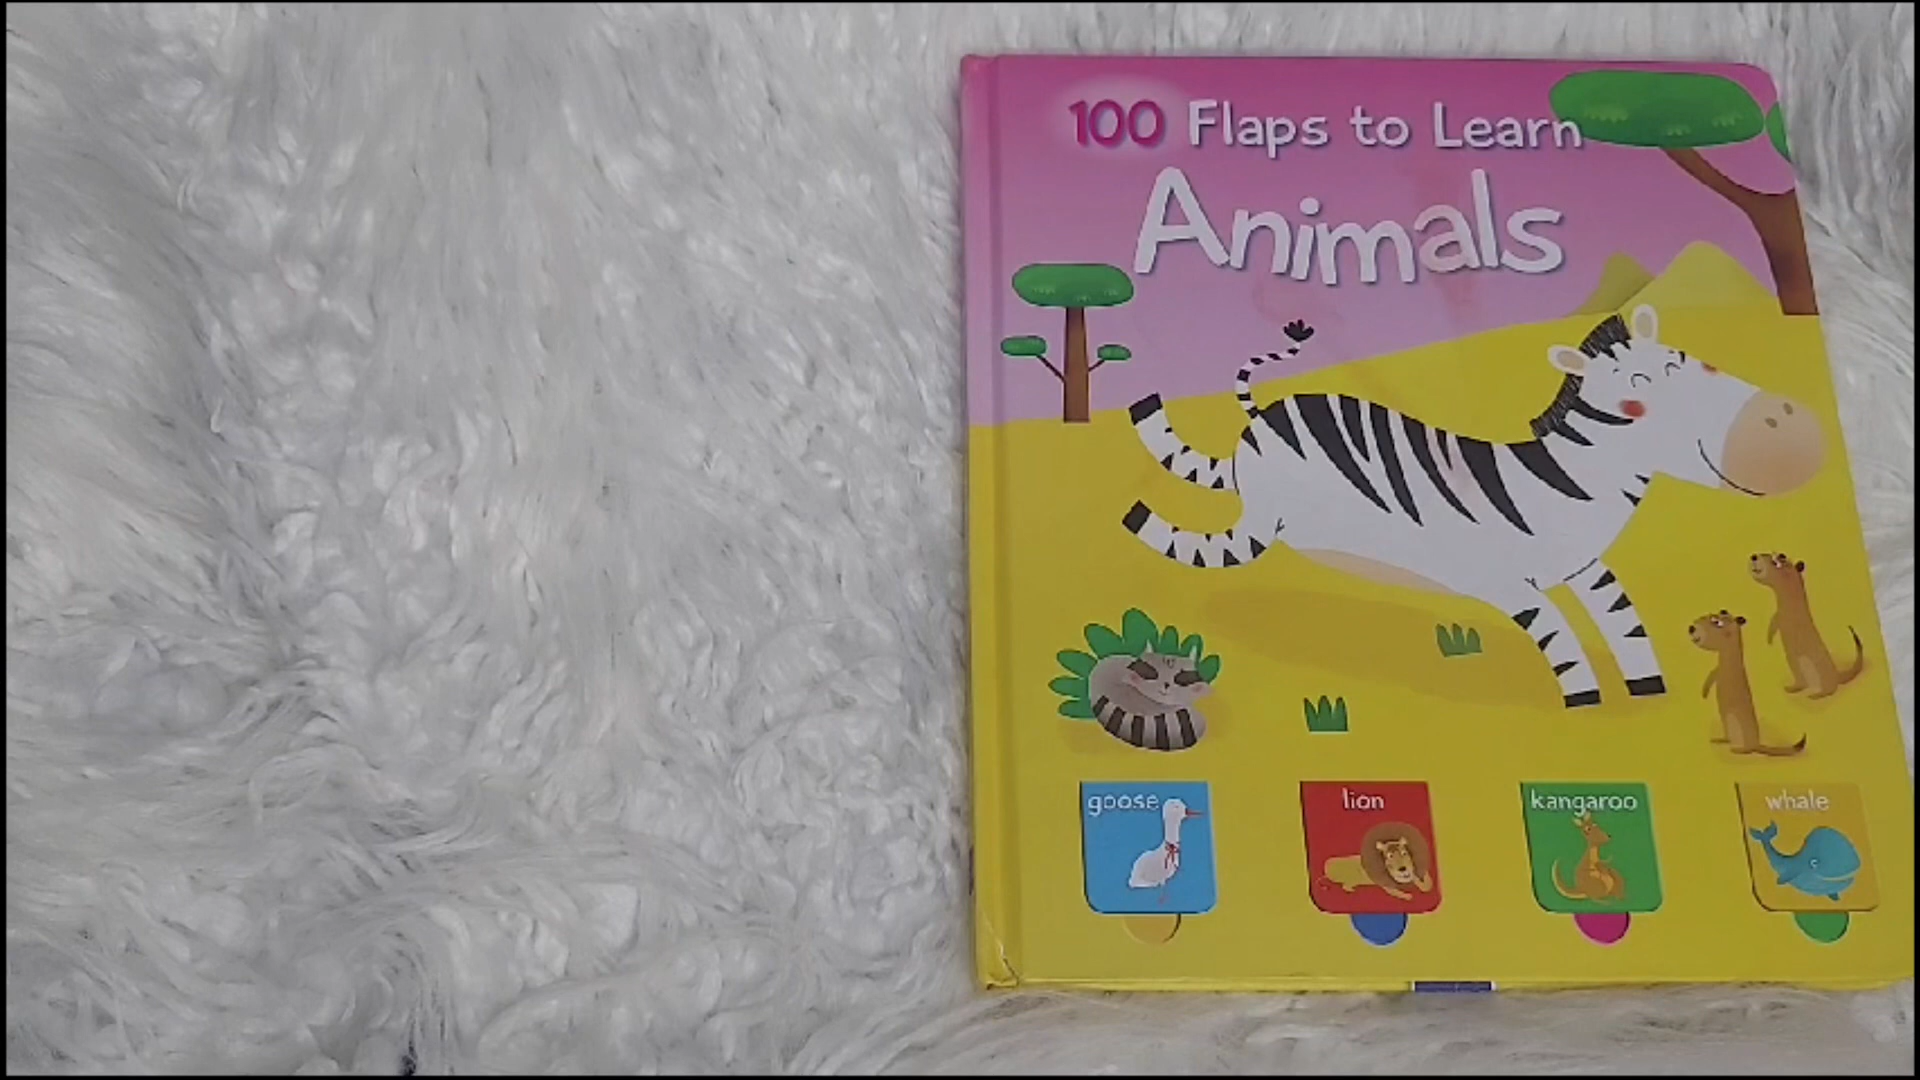 100 Flaps to Learn
Animals
goose
lion
kangaroo
whale